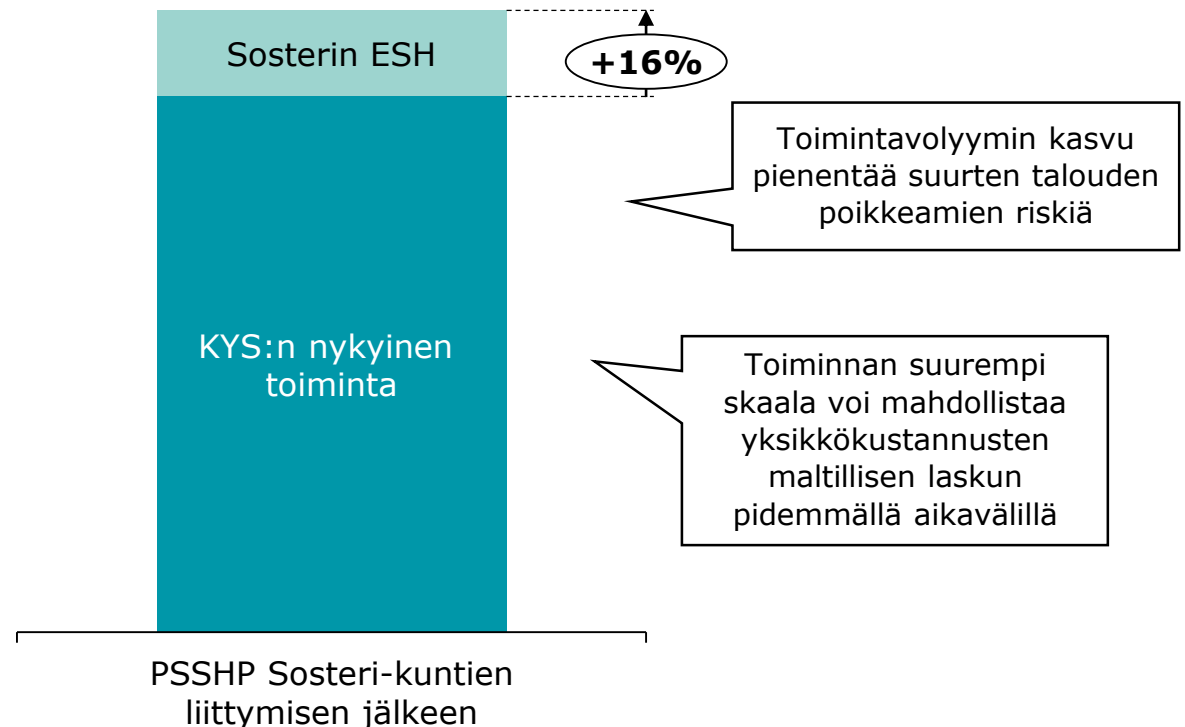 Sosterin ESH
+16%
Toimintavolyymin kasvu
pienentää suurten talouden
poikkeamien riskiä
KYS:n nykyinen
toiminta
Toiminnan suurempi
skaala voi mahdollistaa
yksikkökustannusten
maltillisen laskun
pidemmällä aikavälillä
PSSHP Sosteri-kuntien
liittymisen jälkeen